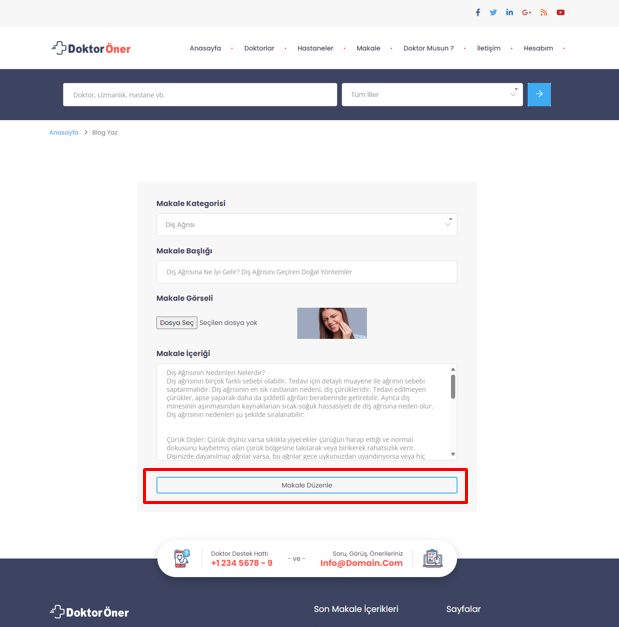 DoktorÖner
Anasayfa • Doktorlar • Hastaneler • Makale • Doktor Musun ? • İletişim • Hesabım •
Doktor, Uzmanlık, Hastane vb.
Tüm İller
Anasayfa > Blog Yaz
Makale Kategorisi
Diş Ağrısı
Makale Başlığı
Diş Ağrısına Ne İyi Gelir? Diş Ağrısını Geçiren Doğal Yöntemler
Makale Görseli
Dosya Seç Seçilen dosya yok
Makale İçeriği
Diş Ağrısının Nedenleri Nelerdir?
Diş ağrısının birçok farklı sebebi olabilir. Tedavi için detaylı muayene ile ağrının sebebi
saptanmalıdır. Diş ağrısının en sık rastlanan nedeni, diş çürükleridir. Tedavi edilmeyen
çürükler, apse yaparak daha da şiddetli ağrıları beraberinde getirebilir. Ayrıca diş
minesinin aşınmasından kaynaklanan sıcak-soğuk hassasiyeti de diş ağrısına neden olur.
Diş ağrısının nedenleri şu şekilde sıralanabilir:
Çürük Dişler: Çürük dişiniz varsa sıklıkla yiyecekler çürüğün harap ettiği ve normal
dokusunu kaybetmiş olan çürük bölgesine takılarak veya birikerek rahatsızlık verir.
Dişinizde dayanılmaz ağrılar varsa, bu ağrılar gece uykunuzdan uyandırıyorsa veya hiç
Makale Düzenle
Doktor Destek Hattı
+1 234 5678 - 9
- ve -
Soru, Görüş, Önerileriniz
Info@Domain.Com
DoktorÖner
Son Makale İçerikleri
Sayfalar